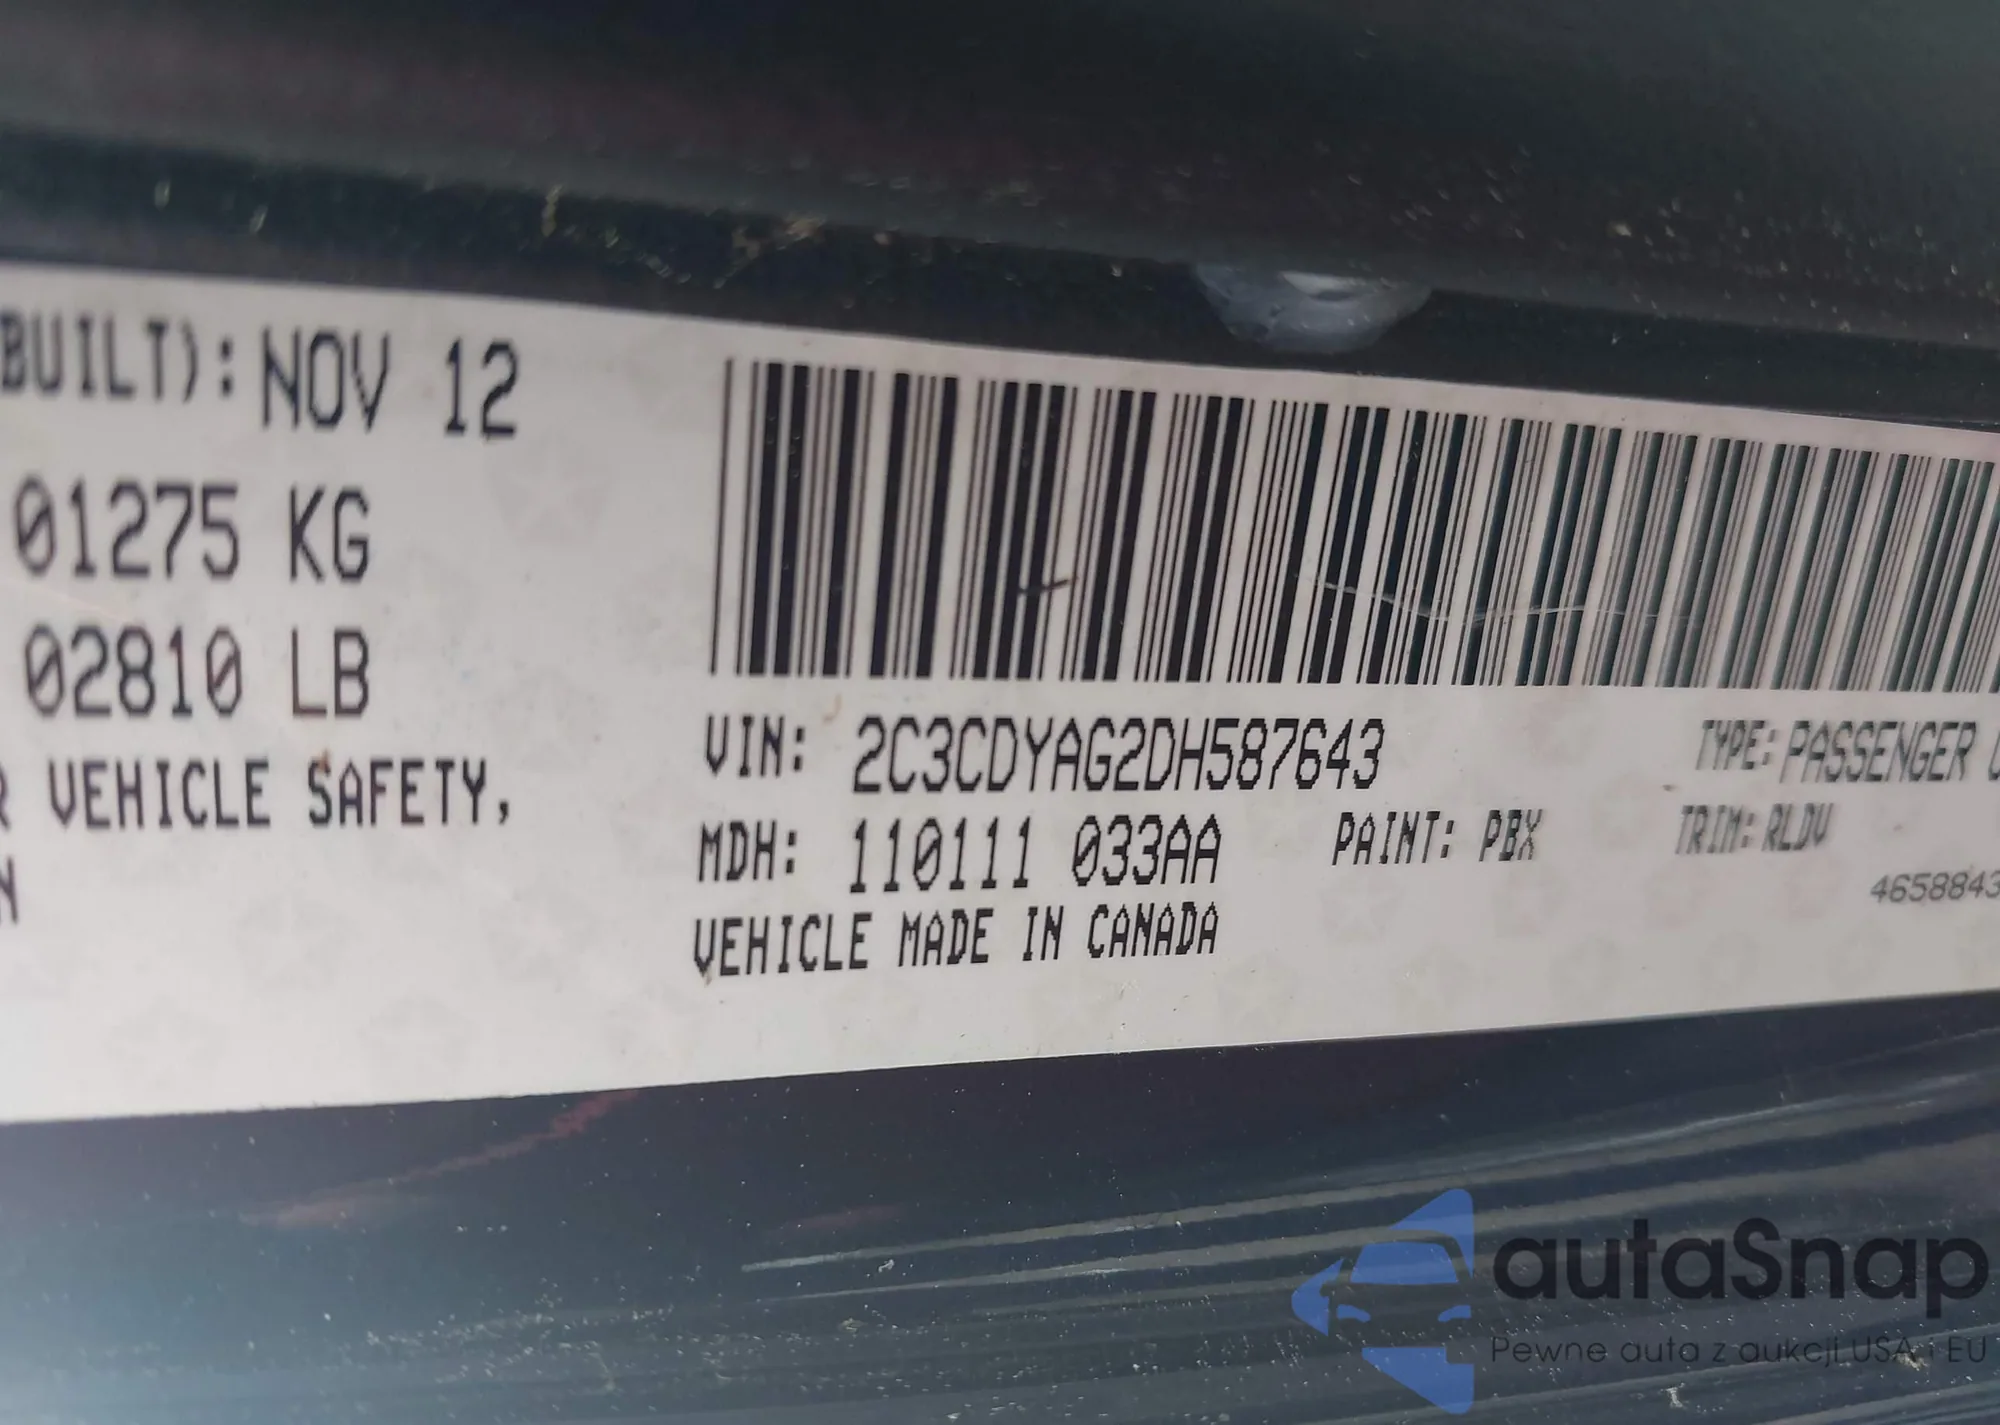 BUILT): NOV 12
01275 KG
02810 LB
R VEHICLE SAFETY,
N
VIN: 2C3CDYAG2DH587643
TYPE: PASSENGER
MDH: 110111 033AA
PAINT: PBX
TRIM: RLDV
VEHICLE MADE IN CANADA
4658843
autaSnap
Pewne auta z aukcji USA i EU